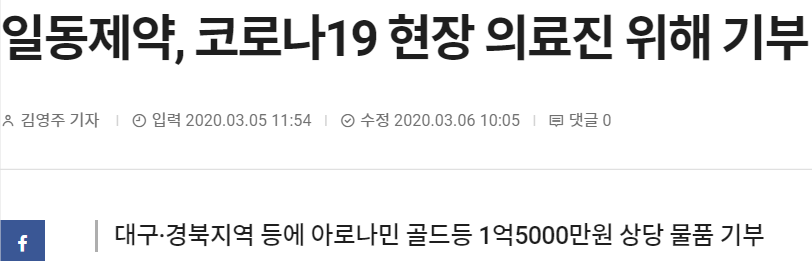 일동제약, 코로나19 현장 의료진 위해 기부
김영주 기자 입력 2020.03.05 11:54 수정 2020.03.06 10:05 댓글 0
대구·경북지역 등에 아로나민 골드등 1억5000만원 상당 물품 기부